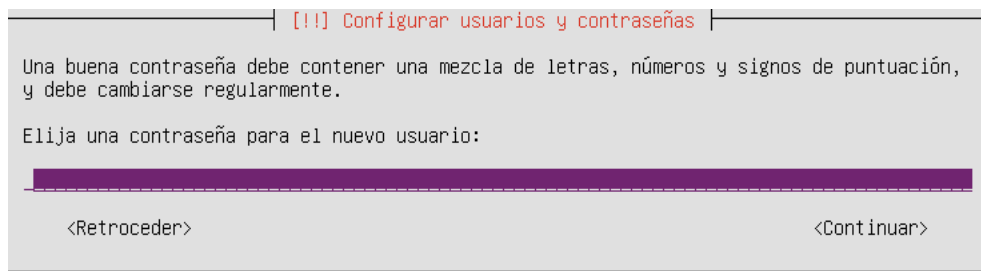 [!!] Configurar usuarios y contraseñas
Una buena contraseña debe contener una mezcla de letras, números y signos de puntuación,
y debe cambiarse regularmente.
Elija una contraseña para el nuevo usuario:
<Retroceder> <Continuar>